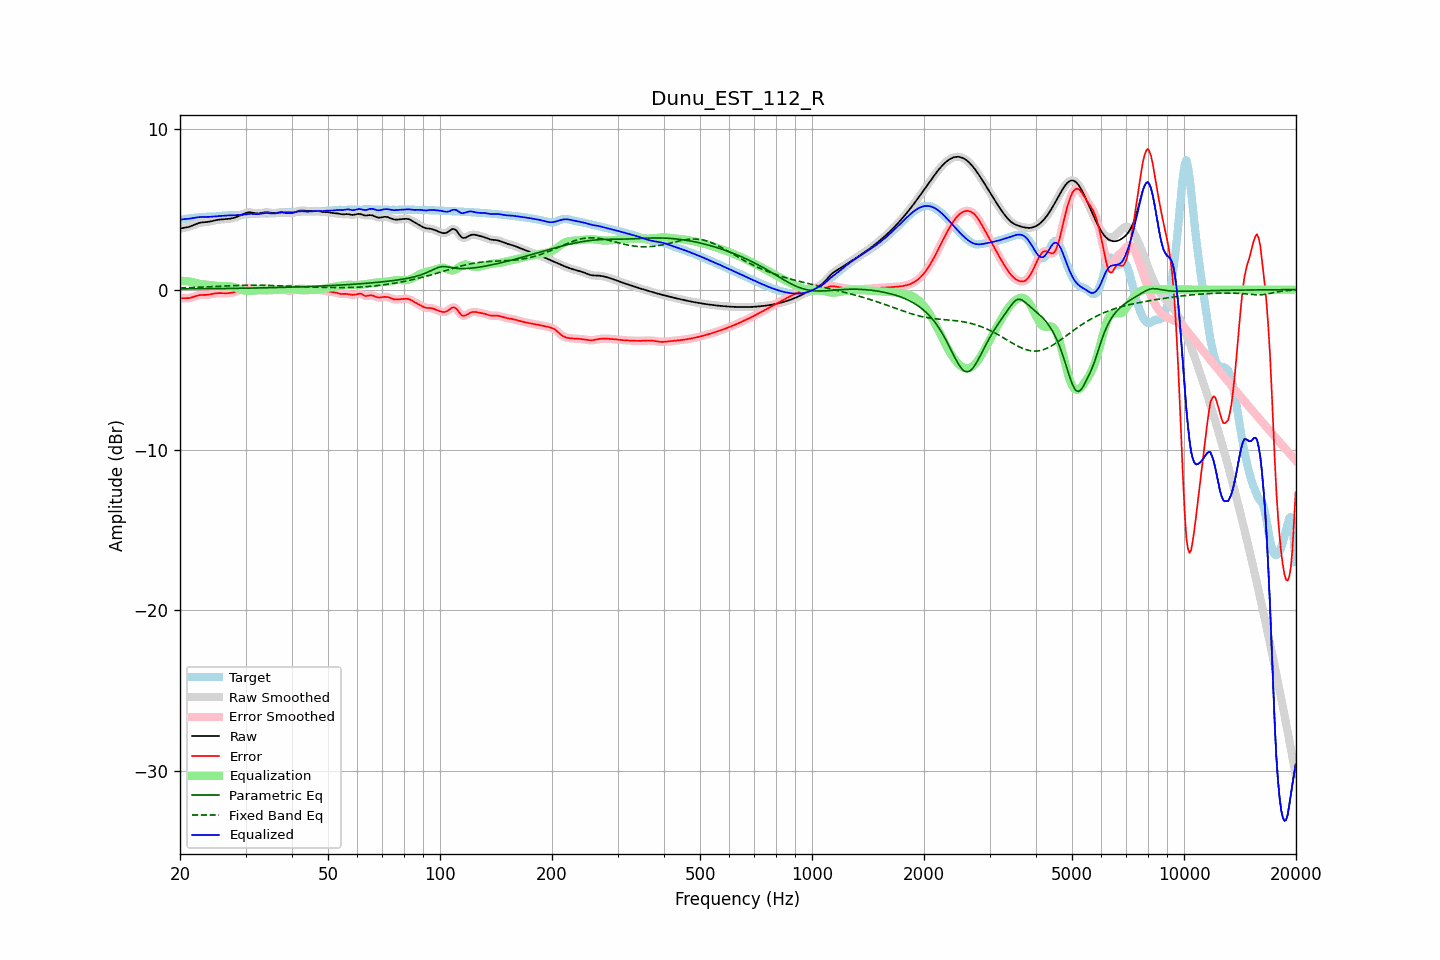 Dunu_EST_112_R
10
0
−10
−20
−30
Amplitude (dBr)
Target
Raw Smoothed
Error Smoothed
Raw
Error
Equalization
Parametric Eq
Fixed Band Eq
Equalized
20 50 100 200 500 1000 2000 5000 10000 20000
Frequency (Hz)